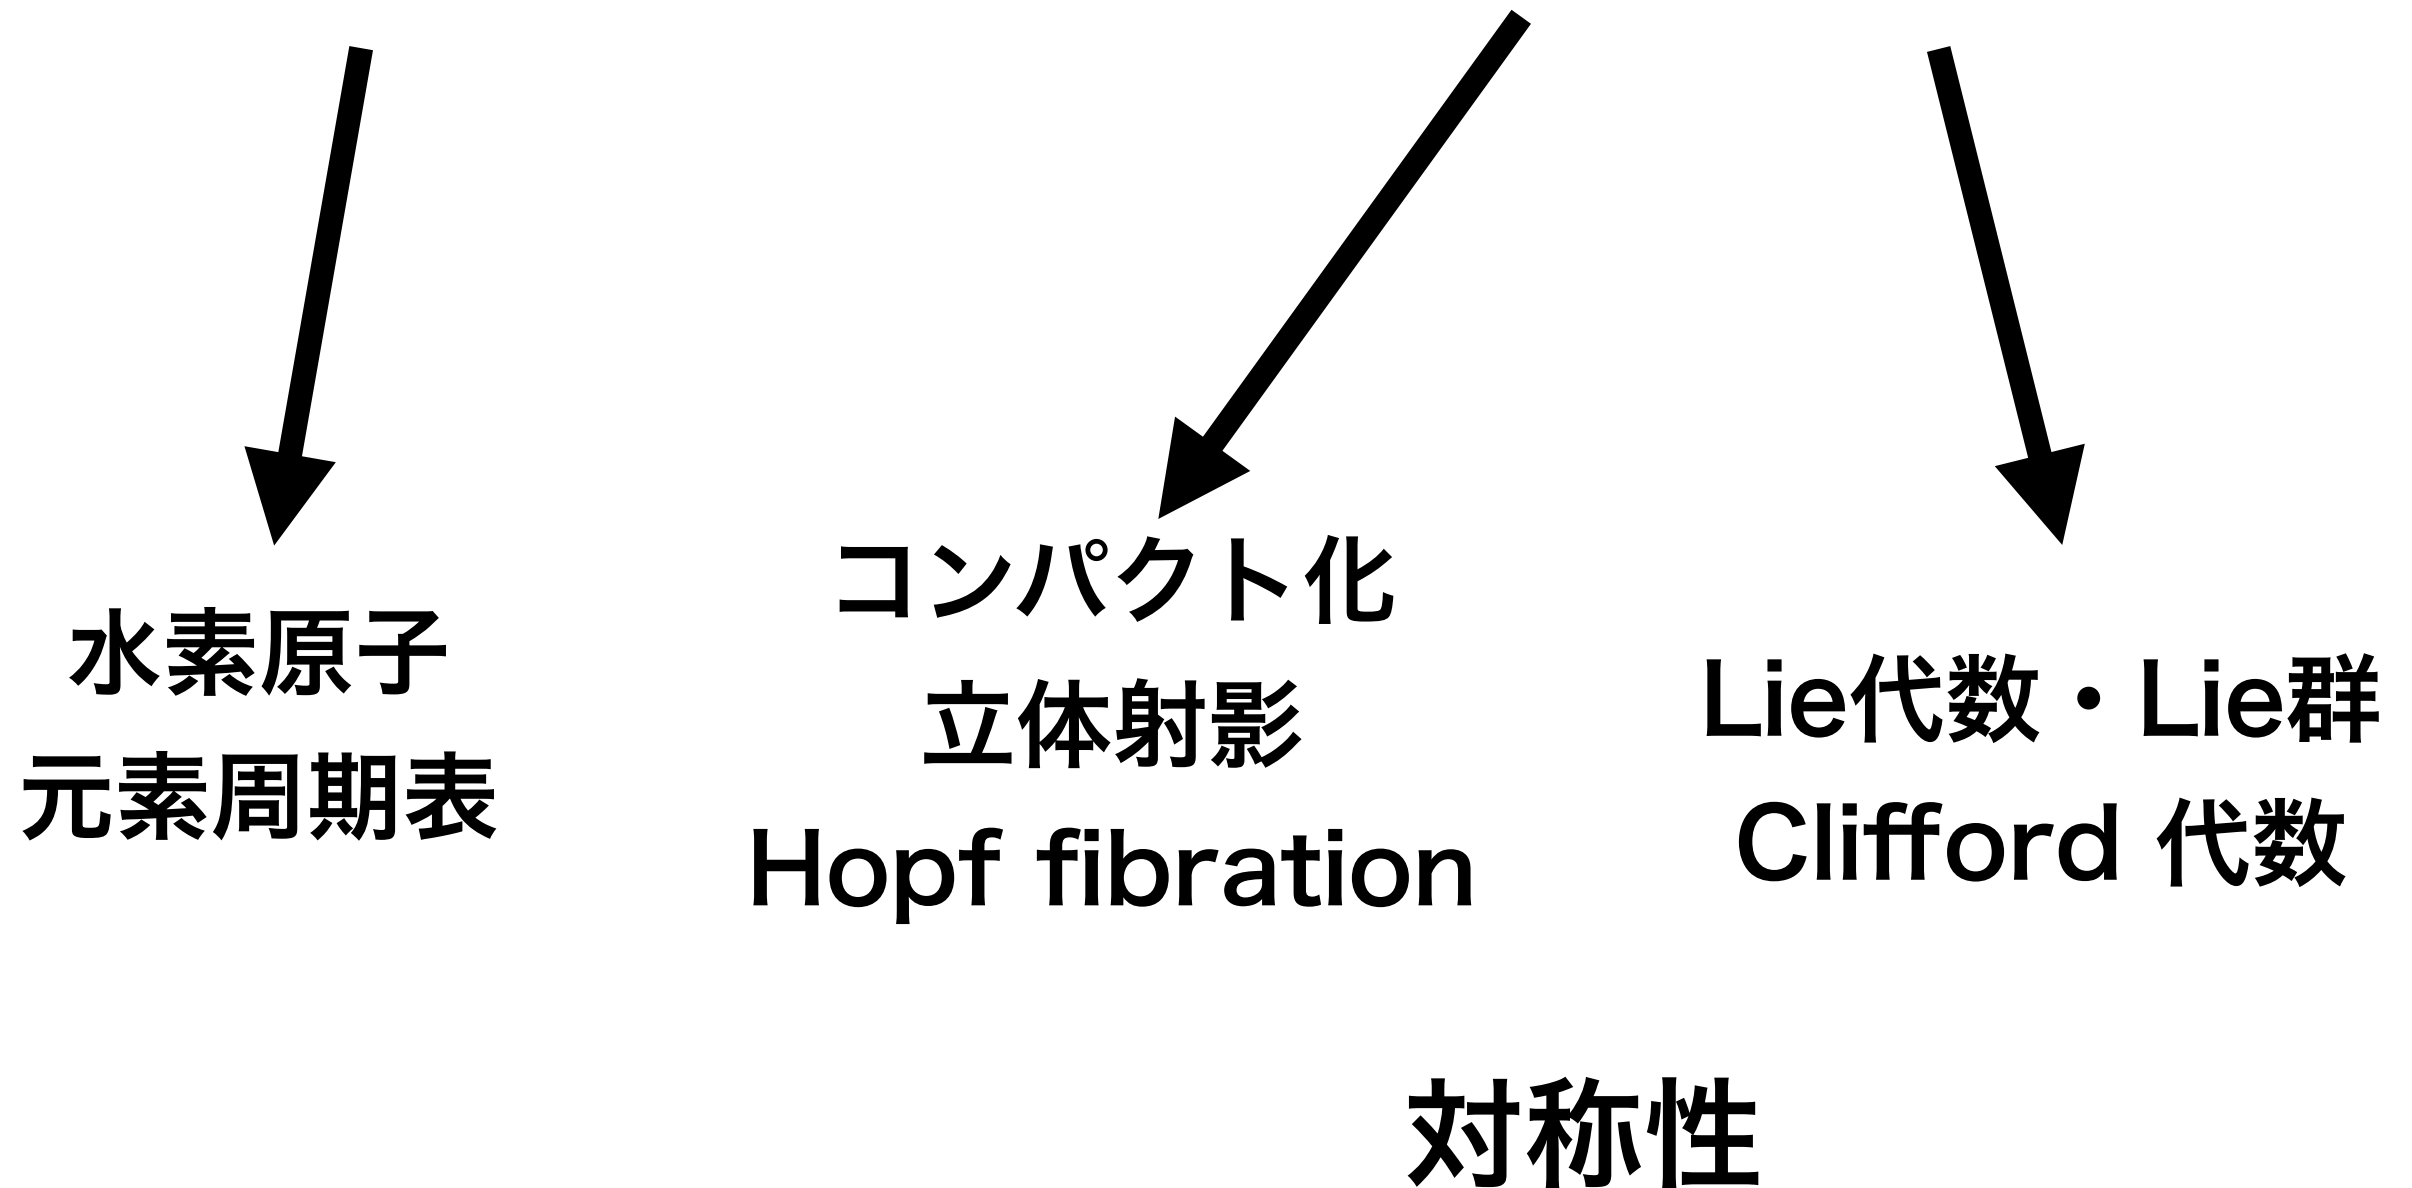 水素原子
元素周期表
コンパクト化
立体射影
Hopf fibration
Lie代数・Lie群
Clifford 代数
対称性